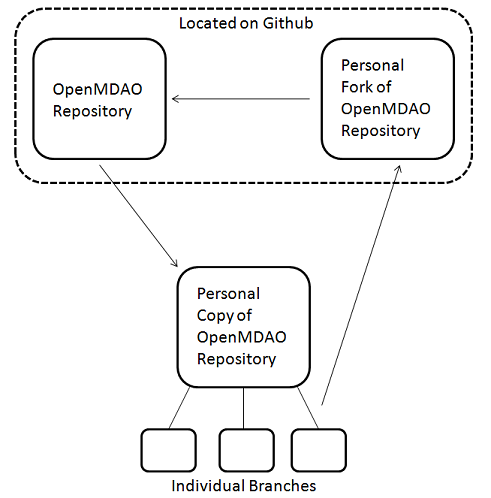 Located on Github
OpenMDAO
Repository
Personal
Fork of
OpenMDAO
Repository
Personal
Copy of
OpenMDAO
Repository
Individual Branches